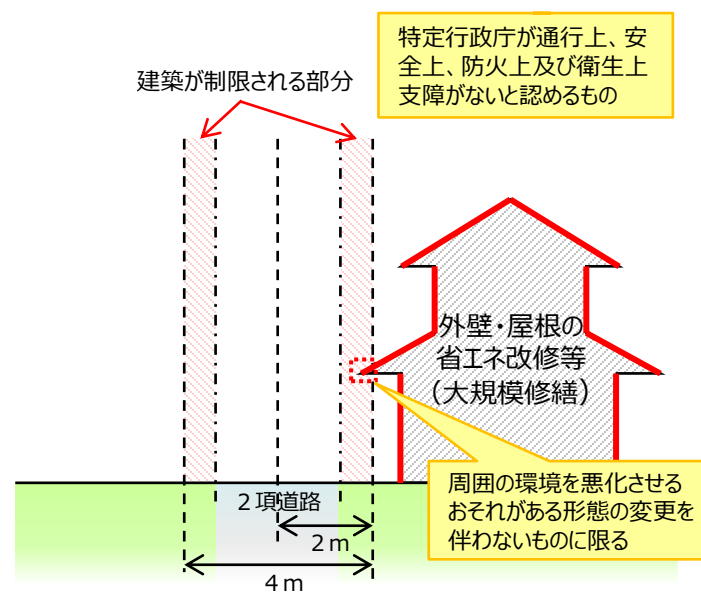 特定行政庁が通行上、安
全上、防火上及び衛生上
支障がないと認めるもの
建築が制限される部分
外壁・屋根の
省エネ改修等
(大規模修繕)
周囲の環境を悪化させる
おそれがある形態の変更を
伴わないものに限る
２項道路
２ｍ
４ｍ